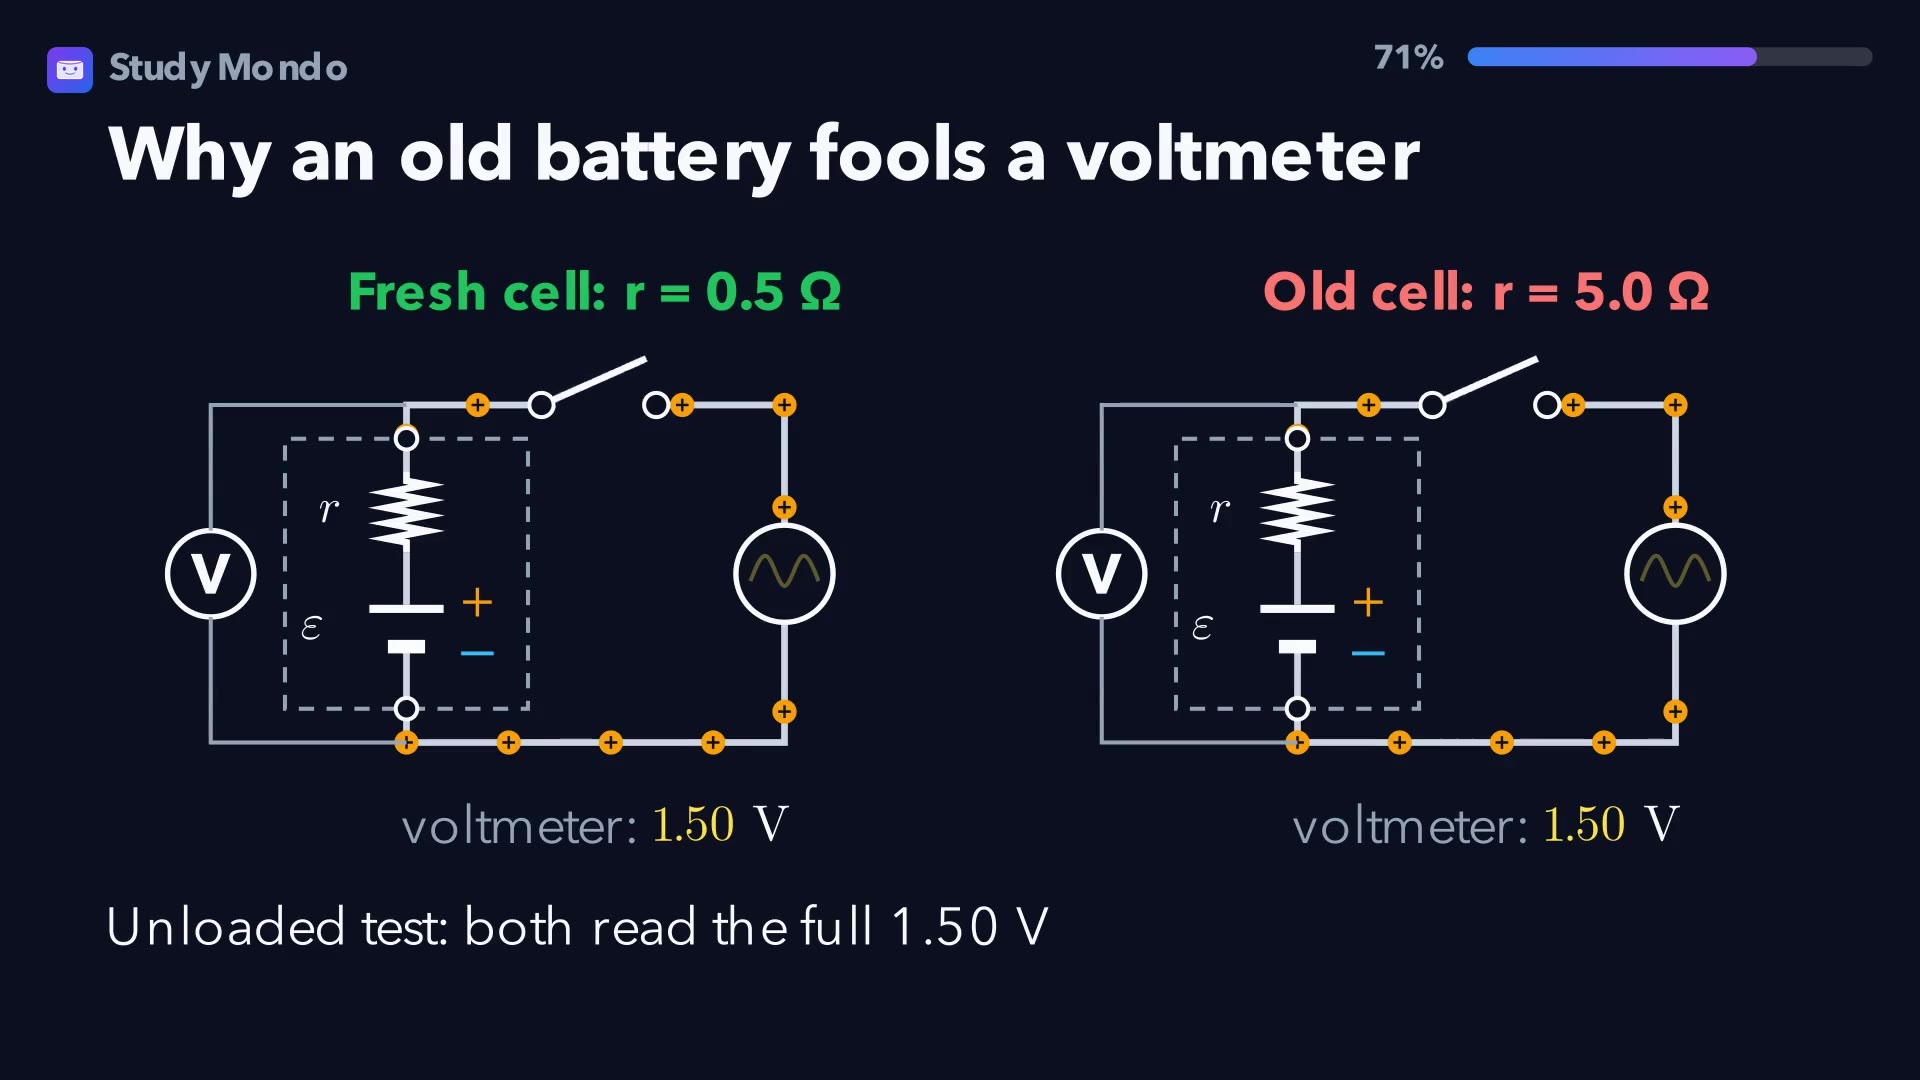 Study Mondo
71%
Why an old battery fools a voltmeter
Fresh cell: r = 0.5 Ω
Old cell: r = 5.0 Ω
r
V
+
ε
−
r
V
+
ε
−
voltmeter: 1.50 V
voltmeter: 1.50 V
Unloaded test: both read the full 1.50 V